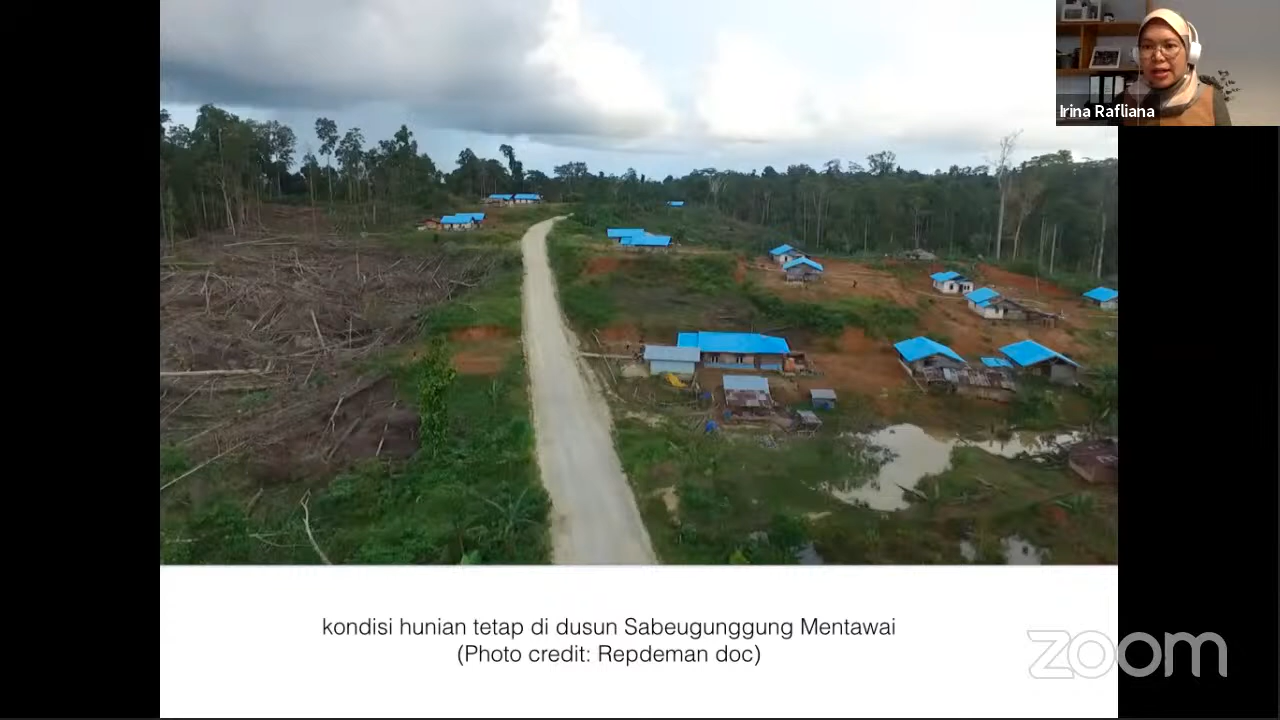 Irina Rafliana
kondisi hunian tetap di dusun Sabeugunggung Mentawai
(Photo credit: Repdeman doc)
zoom